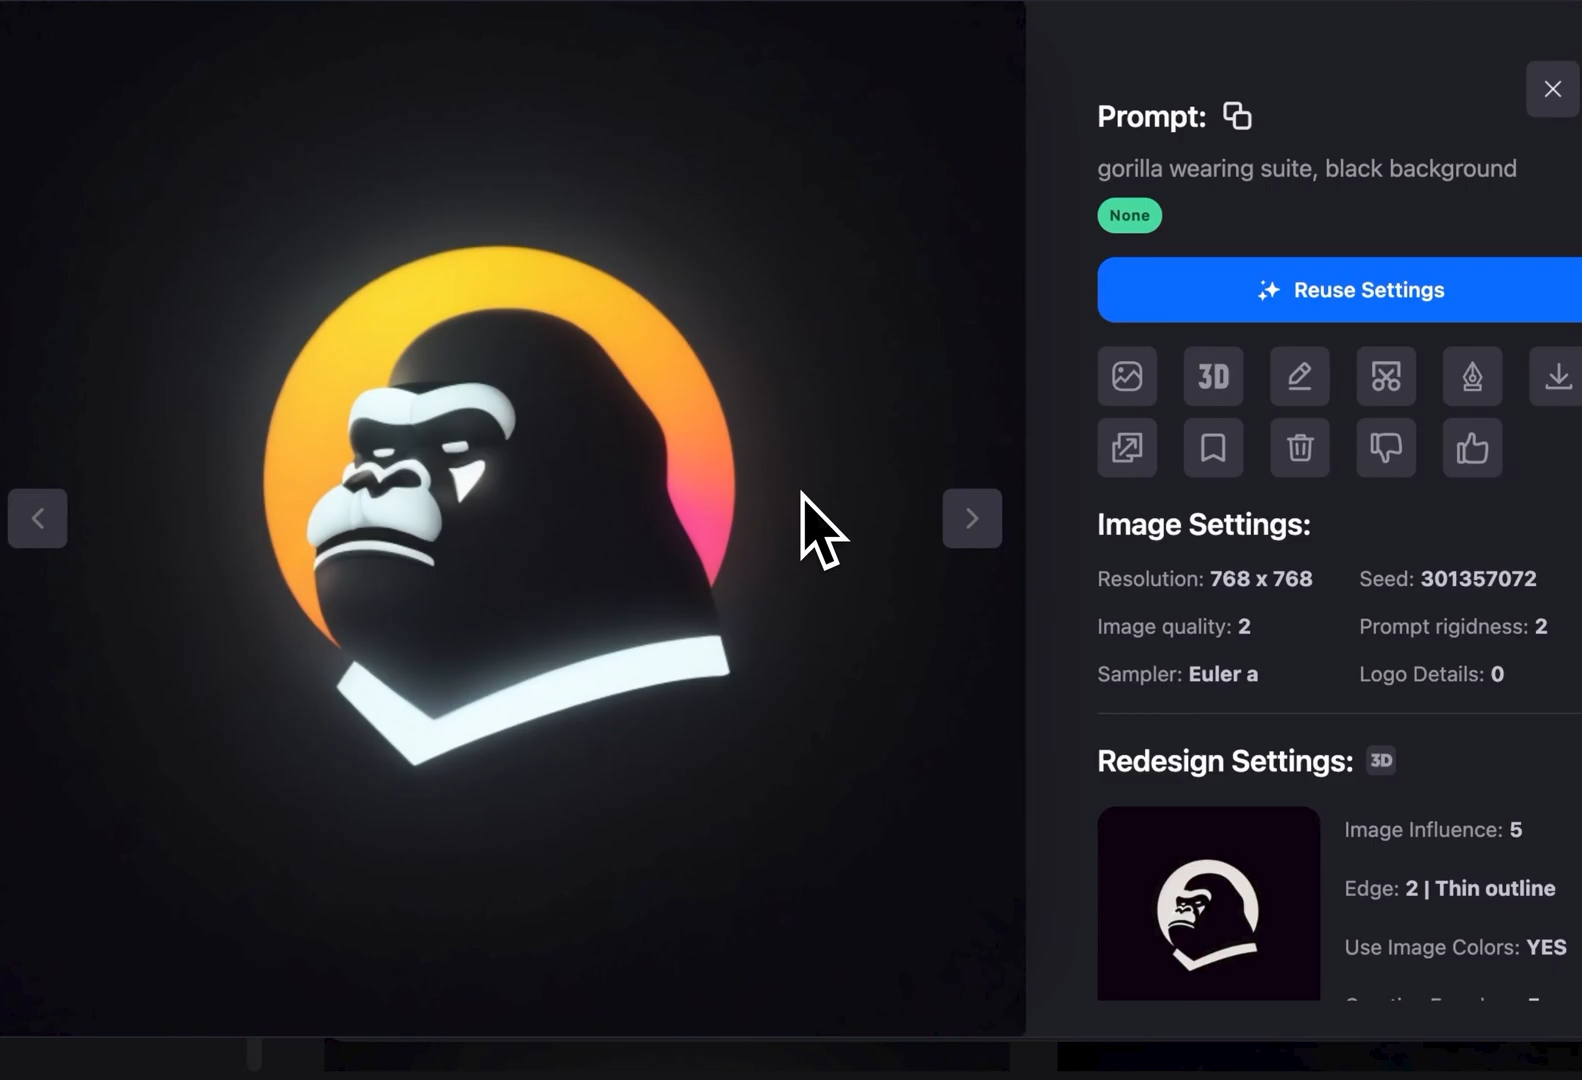 Prompt:
gorilla wearing suite, black background
None
Reuse Settings
3D
Image Settings:
Resolution: 768 x 768 Seed: 301357072
Image quality: 2 Prompt rigidness: 2
Sampler: Euler a Logo Details: 0
Redesign Settings: 3D
Image Influence: 5
Edge: 2 | Thin outline
Use Image Colors: YES